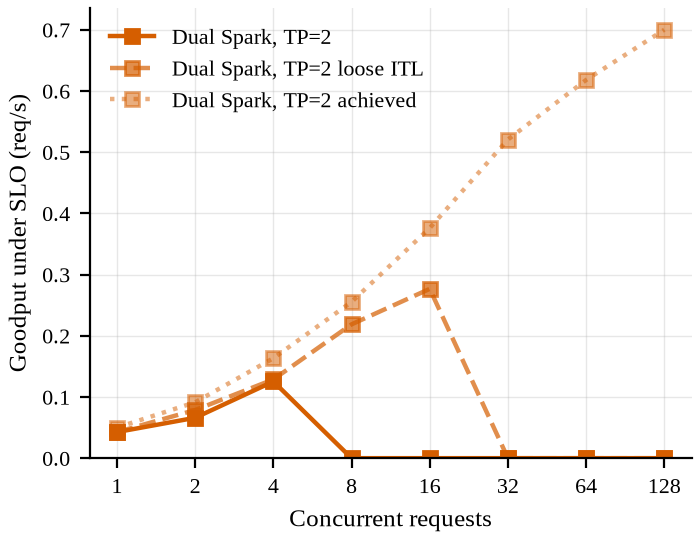 Dual Spark, TP=2
Dual Spark, TP=2 loose ITL
Dual Spark, TP=2 achieved
Goodput under SLO (req/s)
0.7
0.6
0.5
0.4
0.3
0.2
0.1
0.0
1 2 4 8 16 32 64 128
Concurrent requests